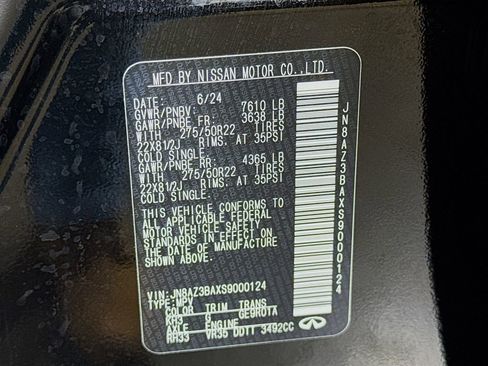 MFD BY NISSAN MOTOR CO.,LTD.
DATE: 6/24
GVWR/PNBV: 7610 LB
GAWR/PNBE FR: 3638 LB
WITH: 275/50R22 TIRES
22X8 1/2J RIMS. AT 35PSI
COLD SINGLE.
GAWR/PNBE RR: 4365 LB
WITH: 275/50R22 TIRES
22X8 1/2J RIMS. AT 35PSI
COLD SINGLE.
THIS VEHICLE CONFORMS TO
ALL APPLICABLE FEDERAL
MOTOR VEHICLE SAFETY
STANDARDS IN EFFECT ON
THE DATE OF MANUFACTURE
SHOWN ABOVE.
VIN: JN8AZ3BAXS9000124
TYPE: MPV
COLOR TRIM TRANS
KH3 G GE9R01A
AXLE ENGINE
RH33 VR35 DDTT 3492CC
JN8AZ3BAXS9000124